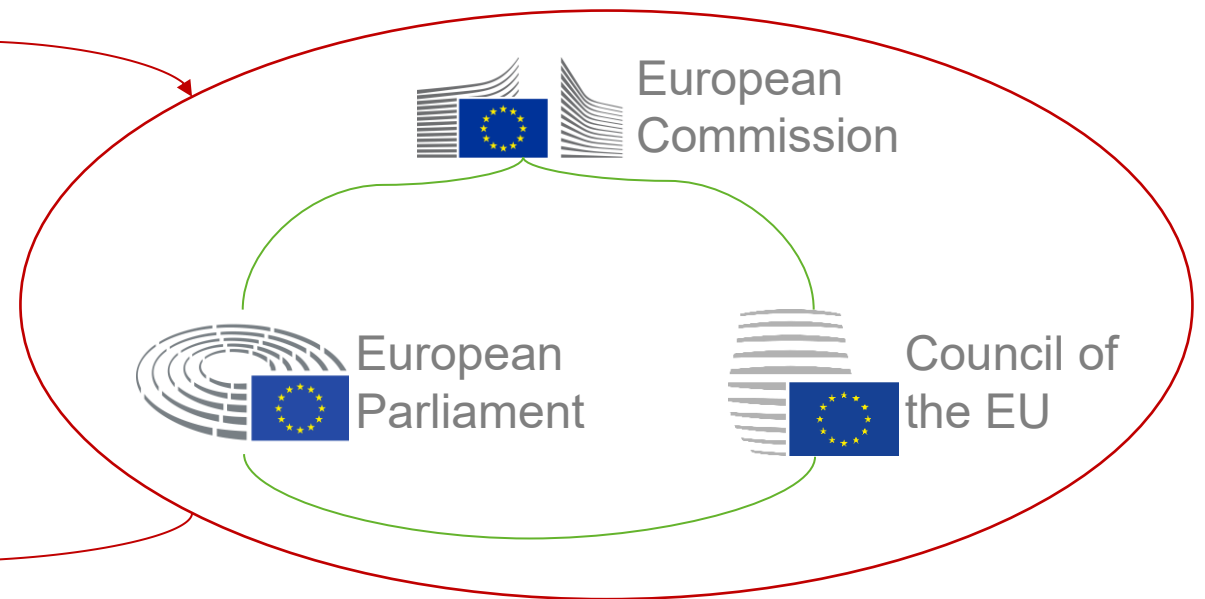 European
Commission
European
Parliament
Council of
the EU